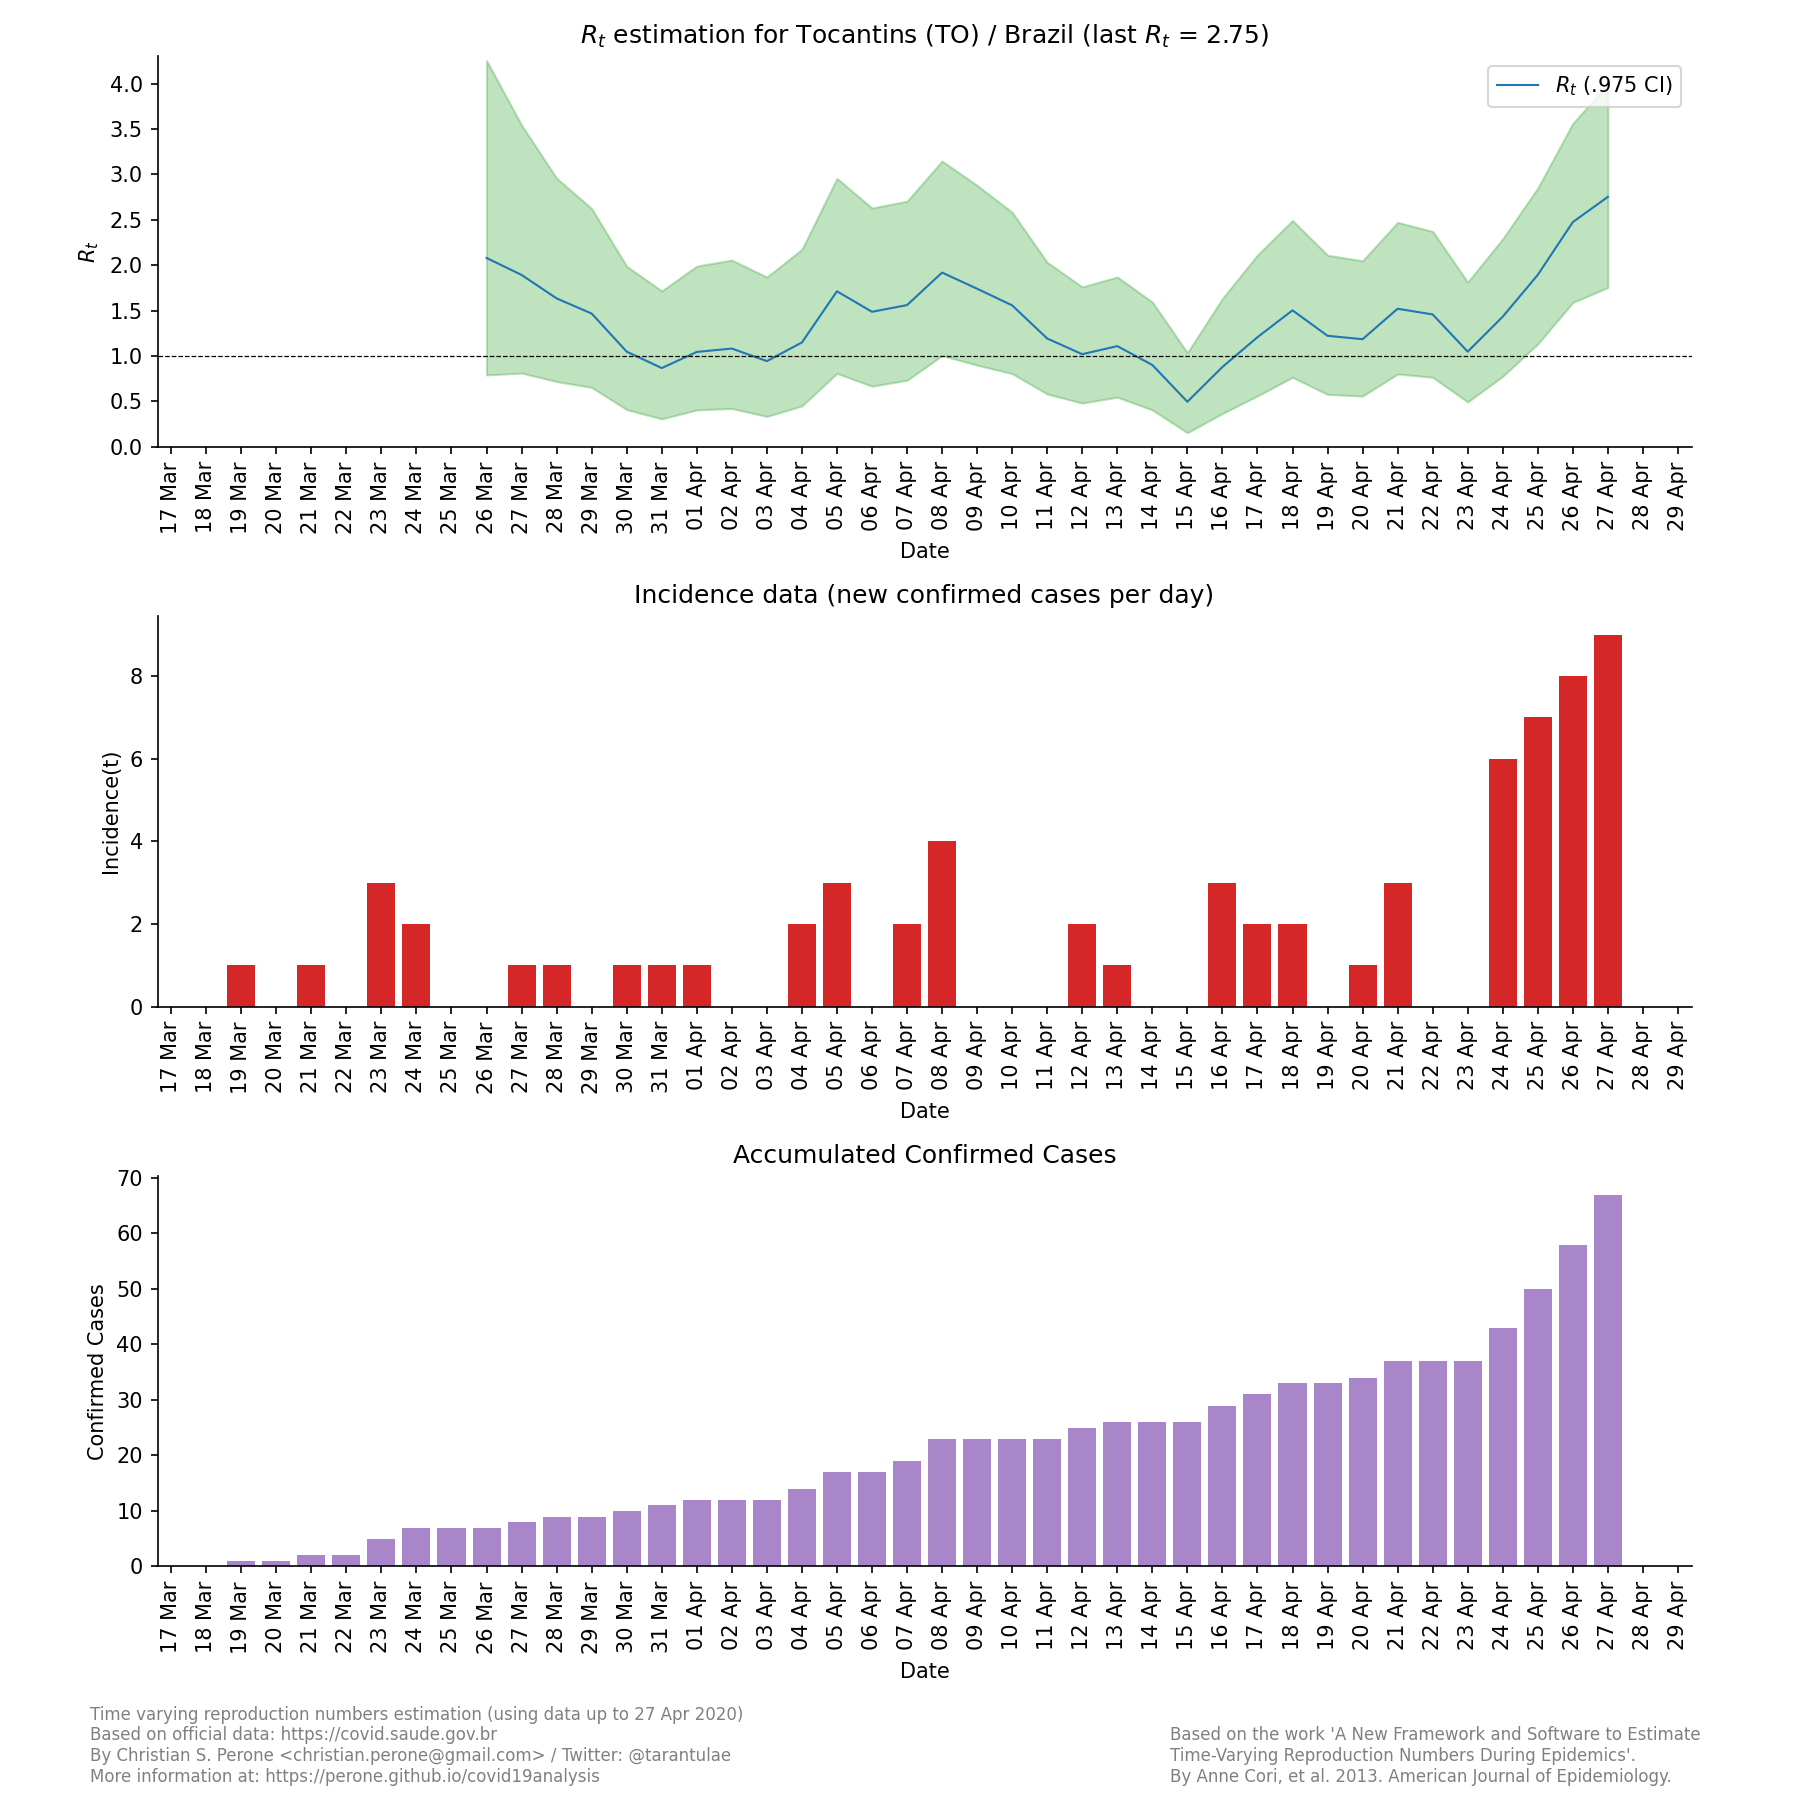 R_t estimation for Tocantins (TO) / Brazil (last R_t = 2.75)
R_t (.975 CI)
R_t
4.0
3.5
3.0
2.5
2.0
1.5
1.0
0.5
0.0
17 Mar 18 Mar 19 Mar 20 Mar 21 Mar 22 Mar 23 Mar 24 Mar 25 Mar 26 Mar 27 Mar 28 Mar 29 Mar 30 Mar 31 Mar 01 Apr 02 Apr 03 Apr 04 Apr 05 Apr 06 Apr 07 Apr 08 Apr 09 Apr 10 Apr 11 Apr 12 Apr 13 Apr 14 Apr 15 Apr 16 Apr 17 Apr 18 Apr 19 Apr 20 Apr 21 Apr 22 Apr 23 Apr 24 Apr 25 Apr 26 Apr 27 Apr 28 Apr 29 Apr
Date
Incidence data (new confirmed cases per day)
Incidence(t)
8
6
4
2
0
17 Mar 18 Mar 19 Mar 20 Mar 21 Mar 22 Mar 23 Mar 24 Mar 25 Mar 26 Mar 27 Mar 28 Mar 29 Mar 30 Mar 31 Mar 01 Apr 02 Apr 03 Apr 04 Apr 05 Apr 06 Apr 07 Apr 08 Apr 09 Apr 10 Apr 11 Apr 12 Apr 13 Apr 14 Apr 15 Apr 16 Apr 17 Apr 18 Apr 19 Apr 20 Apr 21 Apr 22 Apr 23 Apr 24 Apr 25 Apr 26 Apr 27 Apr 28 Apr 29 Apr
Date
Accumulated Confirmed Cases
Confirmed Cases
70
60
50
40
30
20
10
0
17 Mar 18 Mar 19 Mar 20 Mar 21 Mar 22 Mar 23 Mar 24 Mar 25 Mar 26 Mar 27 Mar 28 Mar 29 Mar 30 Mar 31 Mar 01 Apr 02 Apr 03 Apr 04 Apr 05 Apr 06 Apr 07 Apr 08 Apr 09 Apr 10 Apr 11 Apr 12 Apr 13 Apr 14 Apr 15 Apr 16 Apr 17 Apr 18 Apr 19 Apr 20 Apr 21 Apr 22 Apr 23 Apr 24 Apr 25 Apr 26 Apr 27 Apr 28 Apr 29 Apr
Date
Time varying reproduction numbers estimation (using data up to 27 Apr 2020)
Based on official data: https://covid.saude.gov.br
By Christian S. Perone <christian.perone@gmail.com> / Twitter: @tarantulae
More information at: https://perone.github.io/covid19analysis
Based on the work 'A New Framework and Software to Estimate
Time-Varying Reproduction Numbers During Epidemics'.
By Anne Cori, et al. 2013. American Journal of Epidemiology.